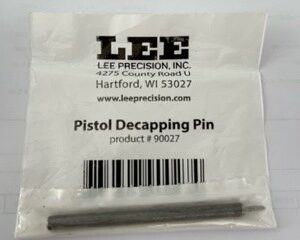 LEE
LEE PRECISION, INC.
4275 County Road U
Hartford, WI 53027
www.leeprecision.com
Pistol Decapping Pin
product # 90027